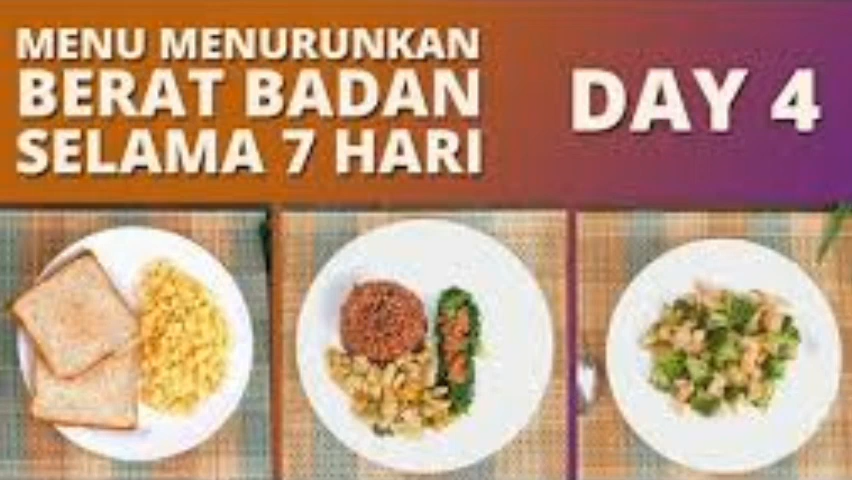 MENU MENURUNKAN
BERAT BADAN
SELAMA 7 HARI
DAY 4